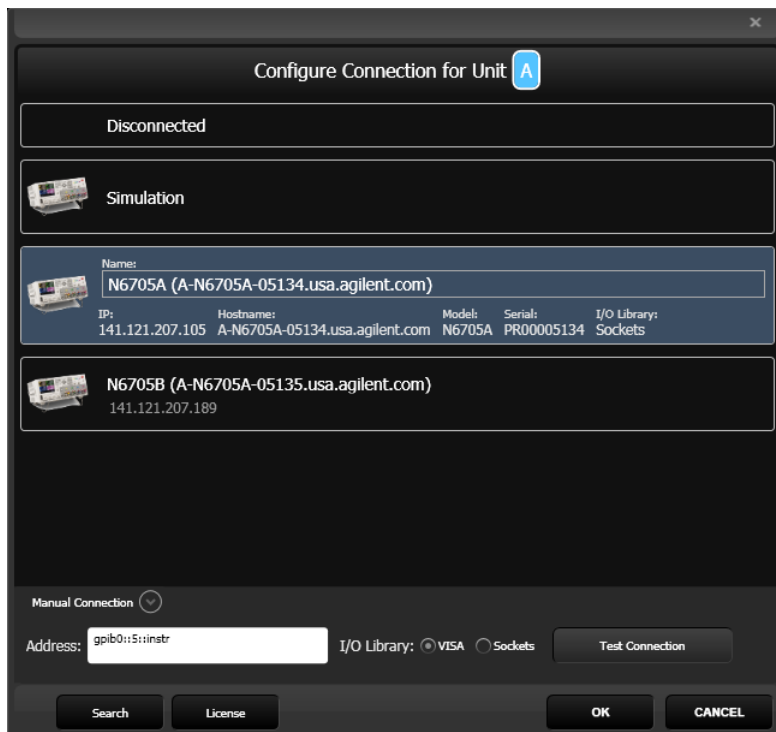 ×
Configure Connection for Unit A
Disconnected
Simulation
Name:
N6705A (A-N6705A-05134.usa.agilent.com)
IP: Hostname: Model: Serial: I/O Library:
141.121.207.105 A-N6705A-05134.usa.agilent.com N6705A PR00005134 Sockets
N6705B (A-N6705A-05135.usa.agilent.com)
141.121.207.189
Manual Connection
Address: gpib0::5::instr I/O Library: VISA Sockets Test Connection
Search License OK CANCEL